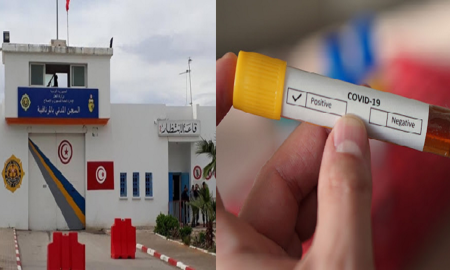 السجن المدني بالمرناقية
قاعة الانتظار
COVID-19
✓ Positive
Negative